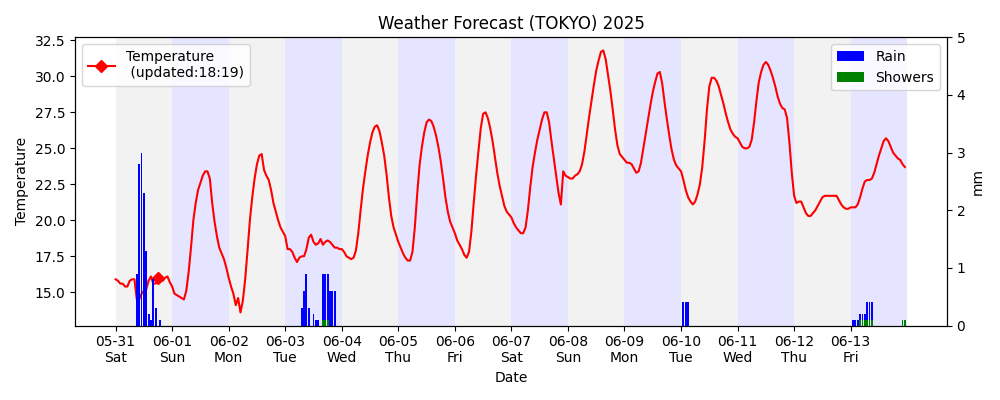 Weather Forecast (TOKYO) 2025
Temperature
(updated:18:19)
Rain
Showers
32.5
30.0
27.5
25.0
22.5
20.0
17.5
15.0
Temperature
5
4
3
2
1
0
mm
05-31 06-01 06-02 06-03 06-04 06-05 06-06 06-07 06-08 06-09 06-10 06-11 06-12 06-13
Sat Sun Mon Tue Wed Thu Fri Sat Sun Mon Tue Wed Thu Fri
Date